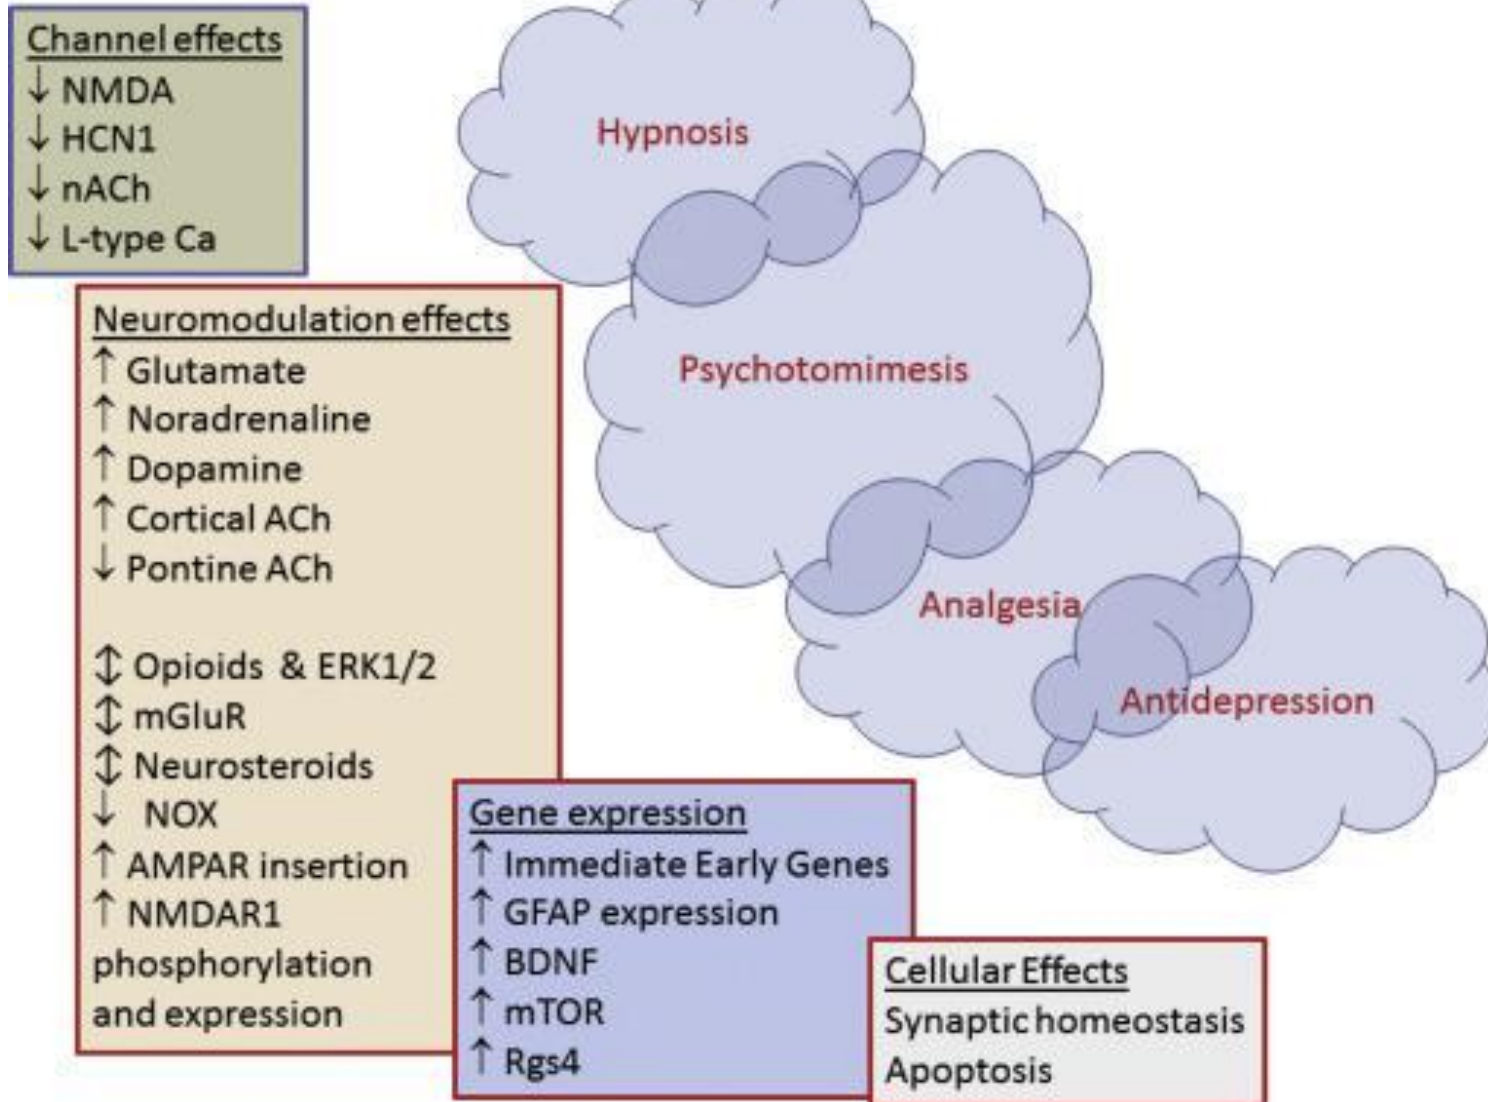 Channel effects
↓ NMDA
↓ HCN1
↓ nACh
↓ L-type Ca
Hypnosis
Psychotomimesis
Analgesia
Antidepression
Neuromodulation effects
↑ Glutamate
↑ Noradrenaline
↑ Dopamine
↑ Cortical ACh
↓ Pontine ACh
↕ Opioids & ERK1/2
↕ mGluR
↕ Neurosteroids
↓ NOX
↑ AMPAR insertion
↑ NMDAR1
phosphorylation
and expression
Gene expression
↑ Immediate Early Genes
↑ GFAP expression
↑ BDNF
↑ mTOR
↑ Rgs4
Cellular Effects
Synaptic homeostasis
Apoptosis